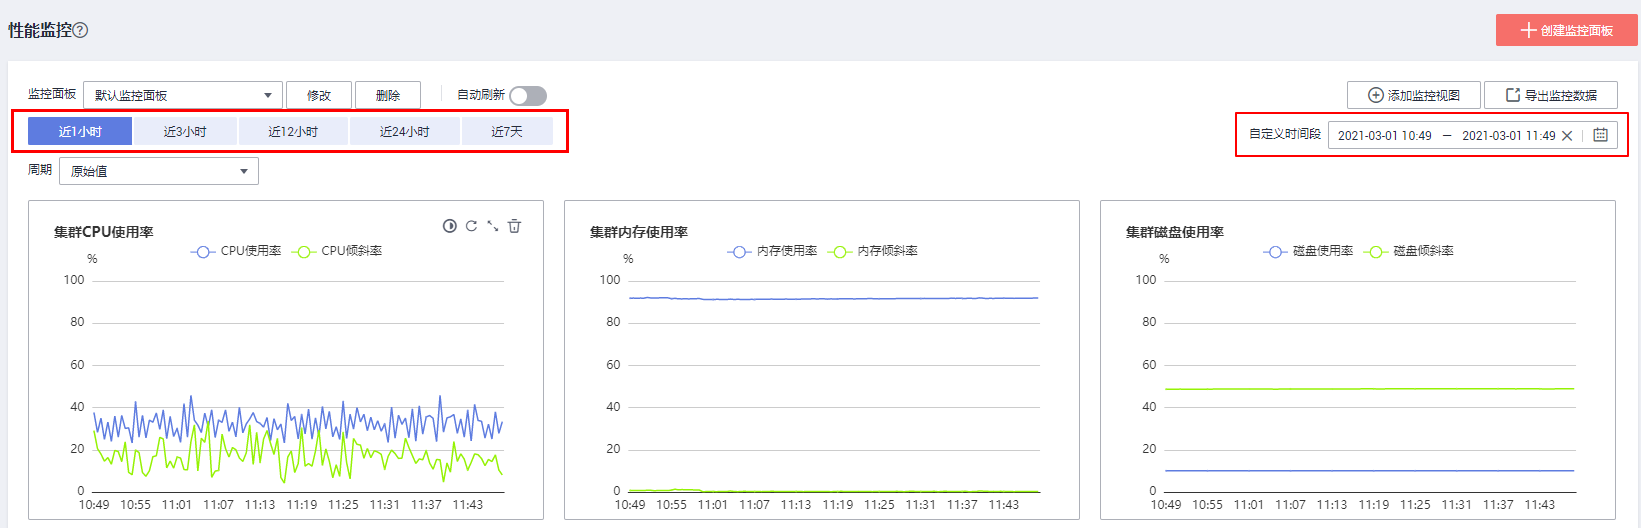 性能监控?
创建监控面板
监控面板 默认监控面板 修改 删除 自动刷新 添加监控视图 导出监控数据
近1小时 近3小时 近12小时 近24小时 近7天 自定义时间段 2021-03-01 10:49 — 2021-03-01 11:49
周期 原始值
集群CPU使用率
CPU使用率 CPU倾斜率
%
100
80
60
40
20
0
10:49 10:55 11:01 11:07 11:13 11:19 11:25 11:31 11:37 11:43
集群内存使用率
内存使用率 内存倾斜率
%
100
80
60
40
20
0
10:49 10:55 11:01 11:07 11:13 11:19 11:25 11:31 11:37 11:43
集群磁盘使用率
磁盘使用率 磁盘倾斜率
%
100
80
60
40
20
0
10:49 10:55 11:01 11:07 11:13 11:19 11:25 11:31 11:37 11:43